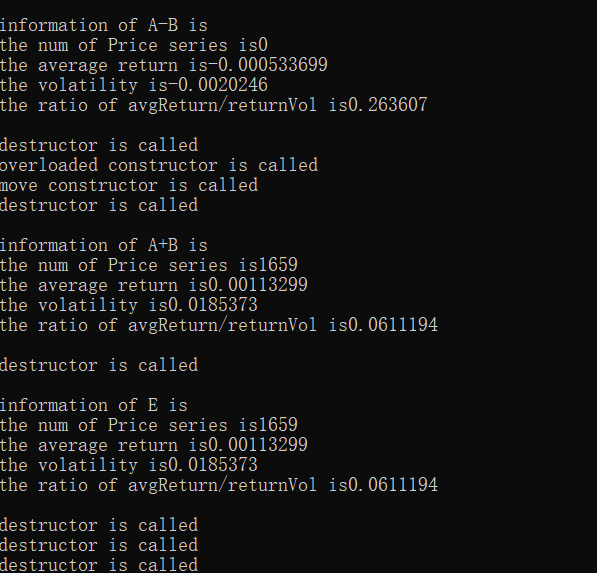 information of A-B is
the num of Price series is0
the average return is-0.000533699
the volatility is-0.0020246
the ratio of avgReturn/returnVol is0.263607
destructor is called
overloaded constructor is called
move constructor is called
destructor is called
information of A+B is
the num of Price series is1659
the average return is0.00113299
the volatility is0.0185373
the ratio of avgReturn/returnVol is0.0611194
destructor is called
information of E is
the num of Price series is1659
the average return is0.00113299
the volatility is0.0185373
the ratio of avgReturn/returnVol is0.0611194
destructor is called
destructor is called
destructor is called